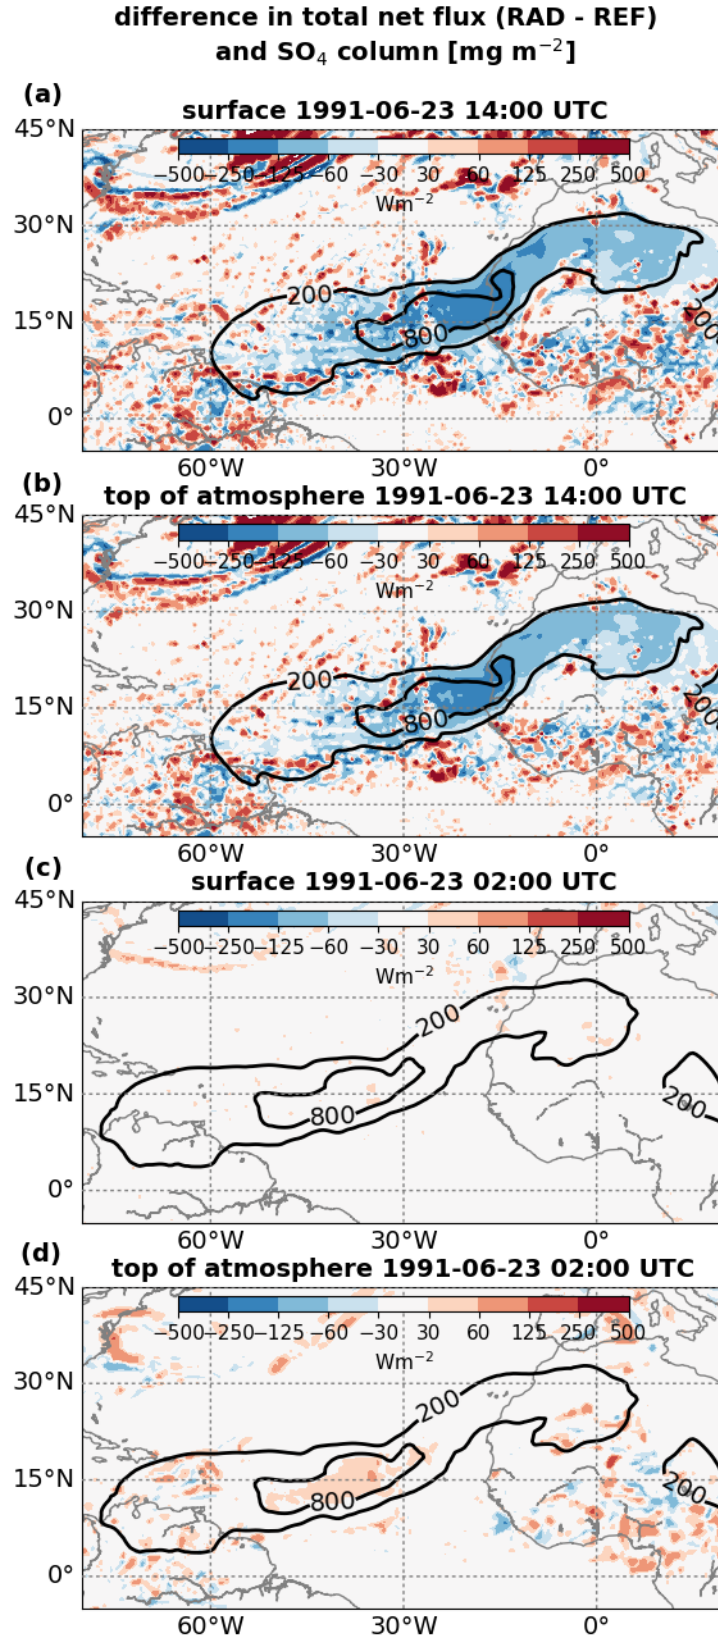 difference in total net flux (RAD - REF)
and SO₄ column [mg m⁻²]
(a)
surface 1991-06-23 14:00 UTC
45°N
−500 −250 −125 −60 −30 30 60 125 250 500
Wm⁻²
30°N
200
200
15°N
800
0°
60°W 30°W 0°
(b)
top of atmosphere 1991-06-23 14:00 UTC
45°N
−500 −250 −125 −60 −30 30 60 125 250 500
Wm⁻²
30°N
200
200
15°N
800
0°
60°W 30°W 0°
(c)
surface 1991-06-23 02:00 UTC
45°N
−500 −250 −125 −60 −30 30 60 125 250 500
Wm⁻²
30°N
200
15°N
800
200
0°
60°W 30°W 0°
(d)
top of atmosphere 1991-06-23 02:00 UTC
45°N
−500 −250 −125 −60 −30 30 60 125 250 500
Wm⁻²
30°N
200
15°N
800
200
0°
60°W 30°W 0°